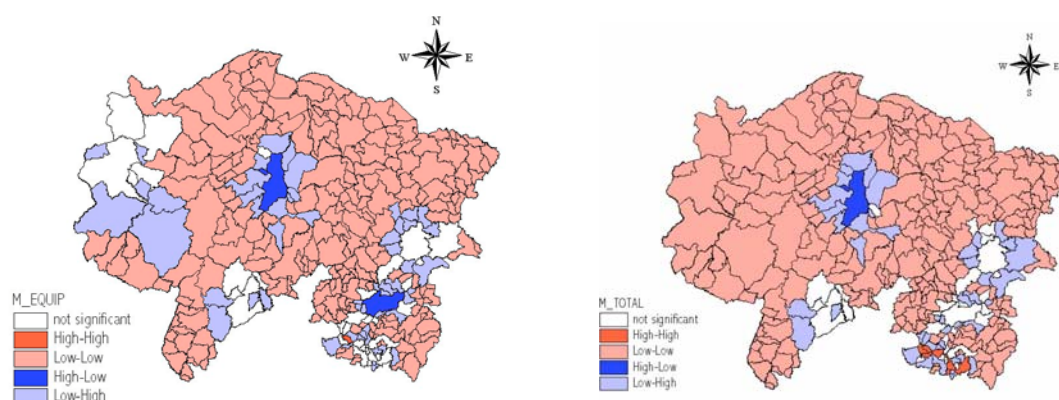 N
W E
S
M_EQUIP
not significant
High-High
Low-Low
High-Low
Low-High
N
W E
S
M_TOTAL
not significant
High-High
Low-Low
High-Low
Low-High